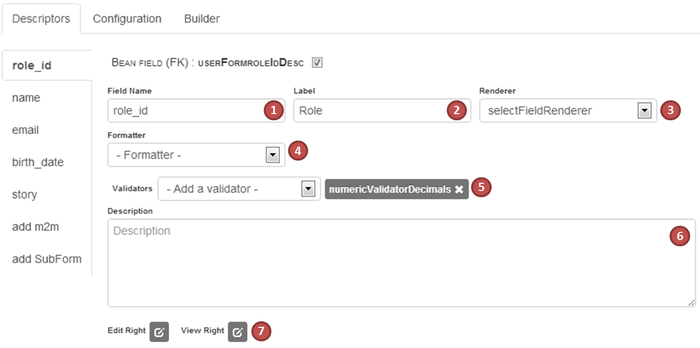 Descriptors Configuration Builder
role_id
name
email
birth_date
story
add m2m
add SubForm
BEAN FIELD (FK) : USERFORMROLEIDDESC
Field Name Label Renderer
role_id 1 Role 2 selectFieldRenderer 3
Formatter
- Formatter - 4
Validators - Add a validator - numericValidatorDecimals ✖ 5
Description
Description 6
Edit Right View Right 7